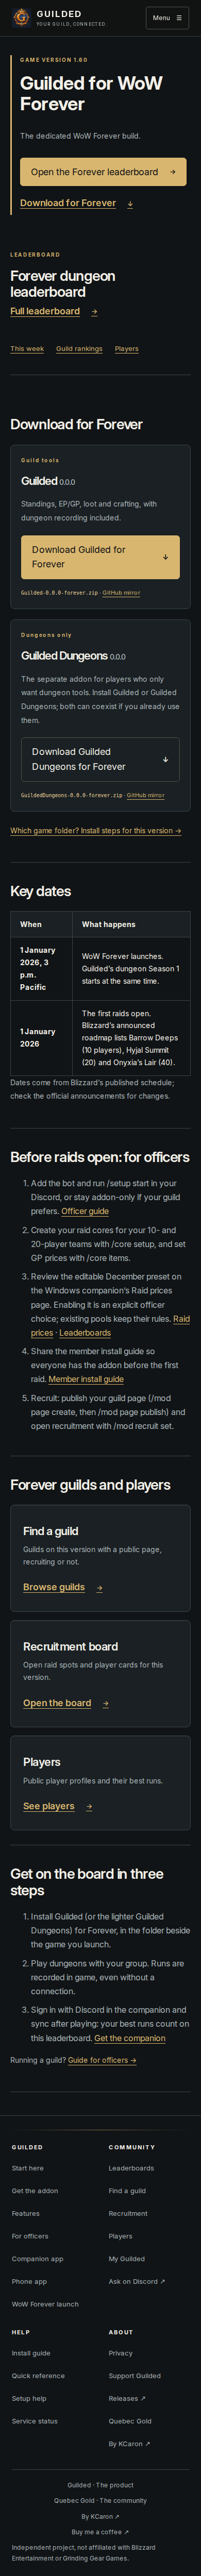 GUILDED
YOUR GUILD, CONNECTED.
Menu ☰
GAME VERSION 1.60
Guilded for WoW
Forever
The dedicated WoW Forever build.
Open the Forever leaderboard →
Download for Forever ↓
LEADERBOARD
Forever dungeon
leaderboard
Full leaderboard →
This week Guild rankings Players
Download for Forever
Guild tools
Guilded 0.0.0
Standings, EP/GP, loot and crafting, with
dungeon recording included.
Download Guilded for
Forever ↓
Guilded-0.0.0-forever.zip · GitHub mirror
Dungeons only
Guilded Dungeons 0.0.0
The separate addon for players who only
want dungeon tools. Install Guilded or Guilded
Dungeons; both can coexist if you already use
them.
Download Guilded
Dungeons for Forever ↓
GuildedDungeons-0.0.0-forever.zip · GitHub mirror
Which game folder? Install steps for this version →
Key dates
When What happens
1 January
2026, 3
p.m.
Pacific
WoW Forever launches.
Guilded's dungeon Season 1
starts at the same time.
1 January
2026
The first raids open.
Blizzard's announced
roadmap lists Barrow Deeps
(10 players), Hyjal Summit
(20) and Onyxia's Lair (40).
Dates come from Blizzard's published schedule;
check the official announcements for changes.
Before raids open: for officers
1. Add the bot and run /setup start in your
Discord, or stay addon-only if your guild
prefers. Officer guide
2. Create your raid cores for your 10- and
20-player teams with /core setup, and set
GP prices with /core items.
3. Review the editable December preset on
the Windows companion's Raid prices
page. Enabling it is an explicit officer
choice; existing pools keep their rules. Raid
prices · Leaderboards
4. Share the member install guide so
everyone has the addon before the first
raid. Member install guide
5. Recruit: publish your guild page (/mod
page create, then /mod page publish) and
open recruitment with /mod recruit set.
Forever guilds and players
Find a guild
Guilds on this version with a public page,
recruiting or not.
Browse guilds →
Recruitment board
Open raid spots and player cards for this
version.
Open the board →
Players
Public player profiles and their best runs.
See players →
Get on the board in three
steps
1. Install Guilded (or the lighter Guilded
Dungeons) for Forever, in the folder beside
the game you launch.
2. Play dungeons with your group. Runs are
recorded in game, even without a
connection.
3. Sign in with Discord in the companion and
sync after playing: your best runs count on
this leaderboard. Get the companion
Running a guild? Guide for officers →
GUILDED
Start here
Get the addon
Features
For officers
Companion app
Phone app
WoW Forever launch
COMMUNITY
Leaderboards
Find a guild
Recruitment
Players
My Guilded
Ask on Discord ↗
HELP
Install guide
Quick reference
Setup help
Service status
ABOUT
Privacy
Support Guilded
Releases ↗
Quebec Gold
By KCaron ↗
Guilded · The product
Quebec Gold · The community
By KCaron ↗
Buy me a coffee ↗
Independent project, not affiliated with Blizzard
Entertainment or Grinding Gear Games.